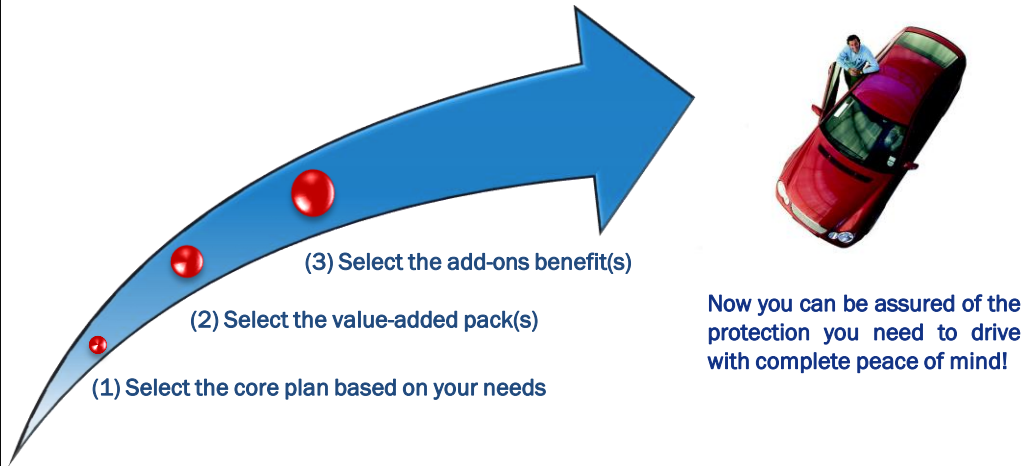 (3) Select the add-ons benefit(s)
(2) Select the value-added pack(s)
(1) Select the core plan based on your needs
Now you can be assured of the
protection you need to drive
with complete peace of mind!